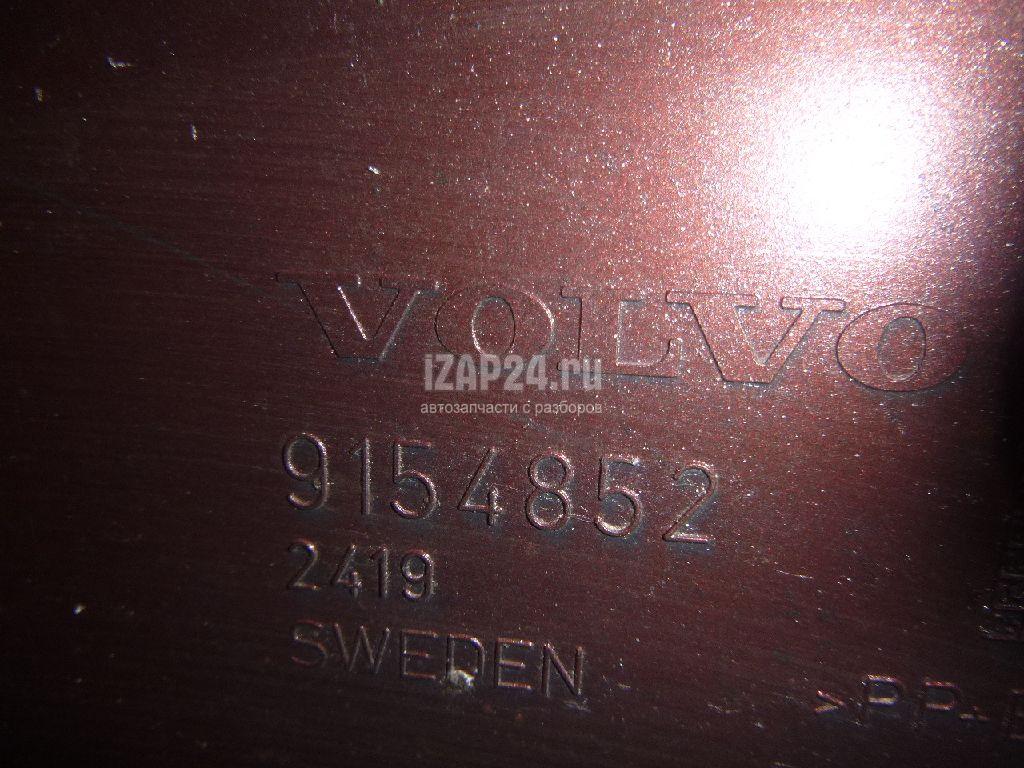 VOLVO
iZAP24.ru
автозапчасти с разборов
9154852
2419
SWEDEN
>PP+